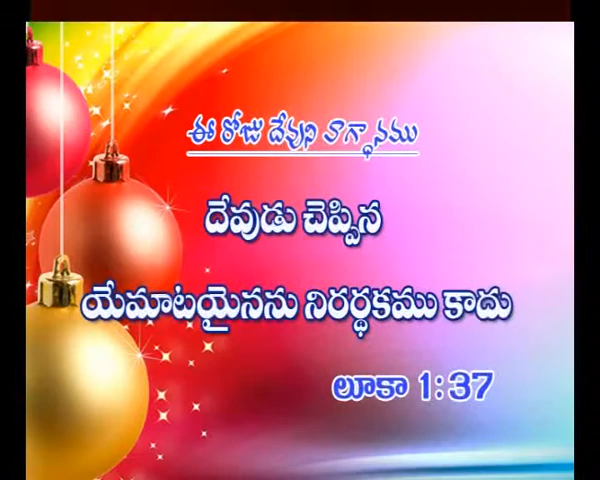 ఈ రోజు దేవుని వాగ్ధానము
దేవుడు చెప్పిన
యేమాటయైనను నిరర్థకము కాదు
లూకా 1:37